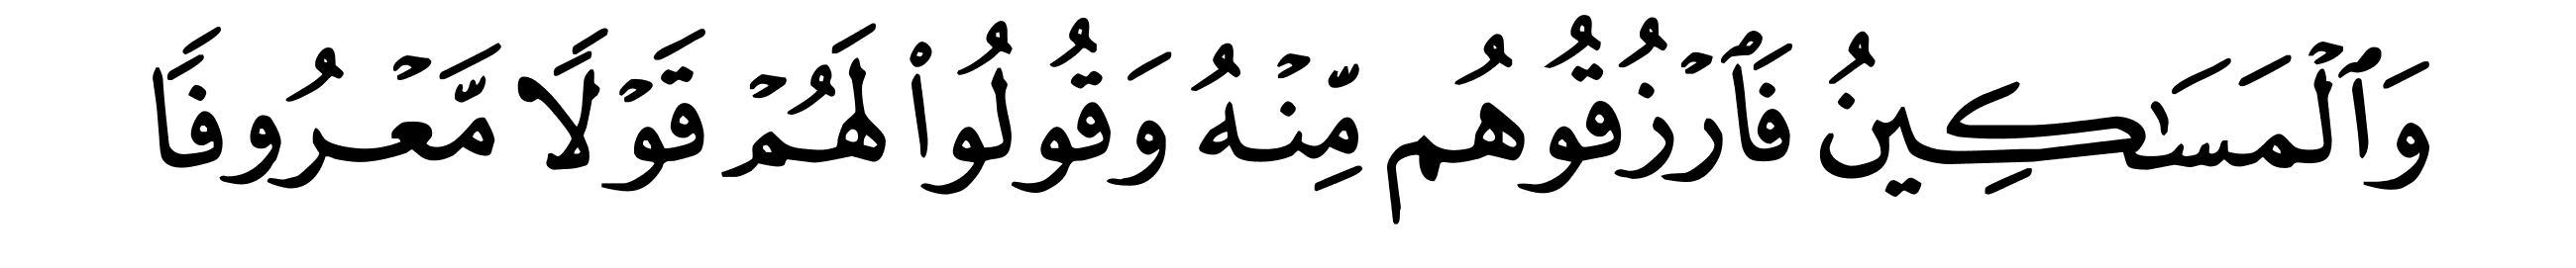 وَٱلۡمَسَٰكِينُ فَٱرۡزُقُوهُم مِّنۡهُ وَقُولُواْ لَهُمۡ قَوۡلٗا مَّعۡرُوفٗا